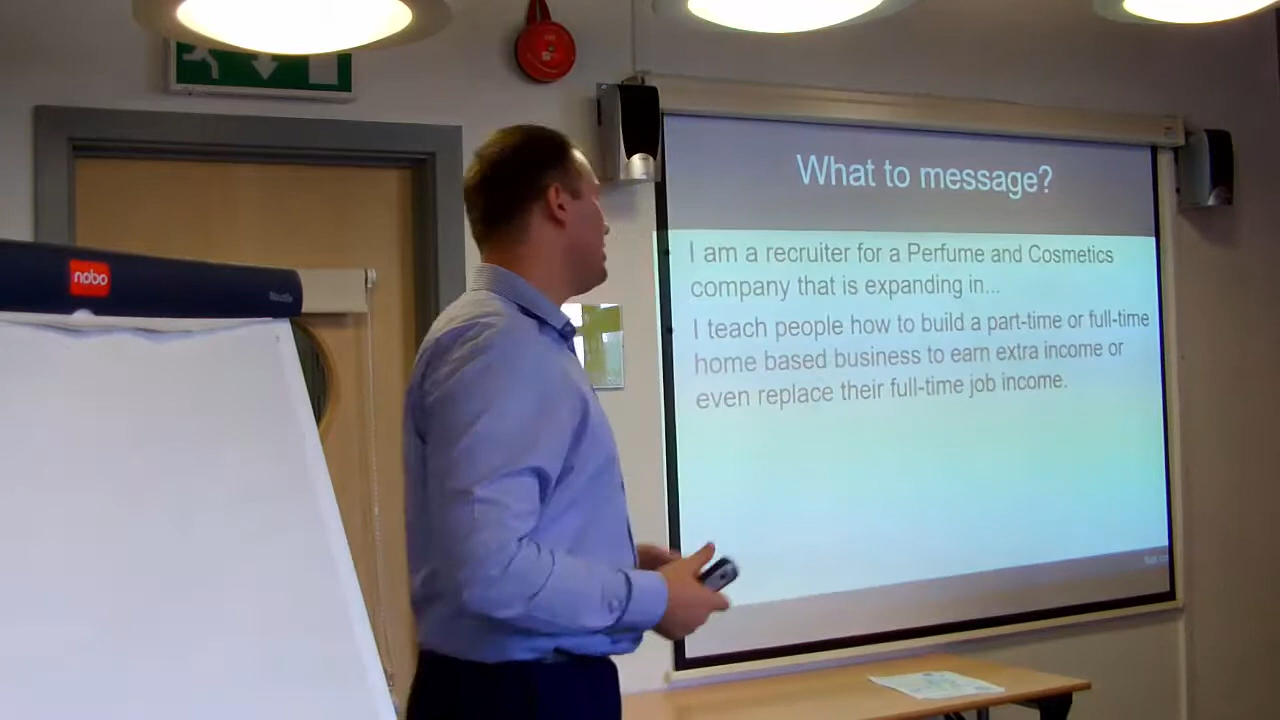 What to message?
I am a recruiter for a Perfume and Cosmetics
company that is expanding in...
I teach people how to build a part-time or full-time
home based business to earn extra income or
even replace their full-time job income.
nobo